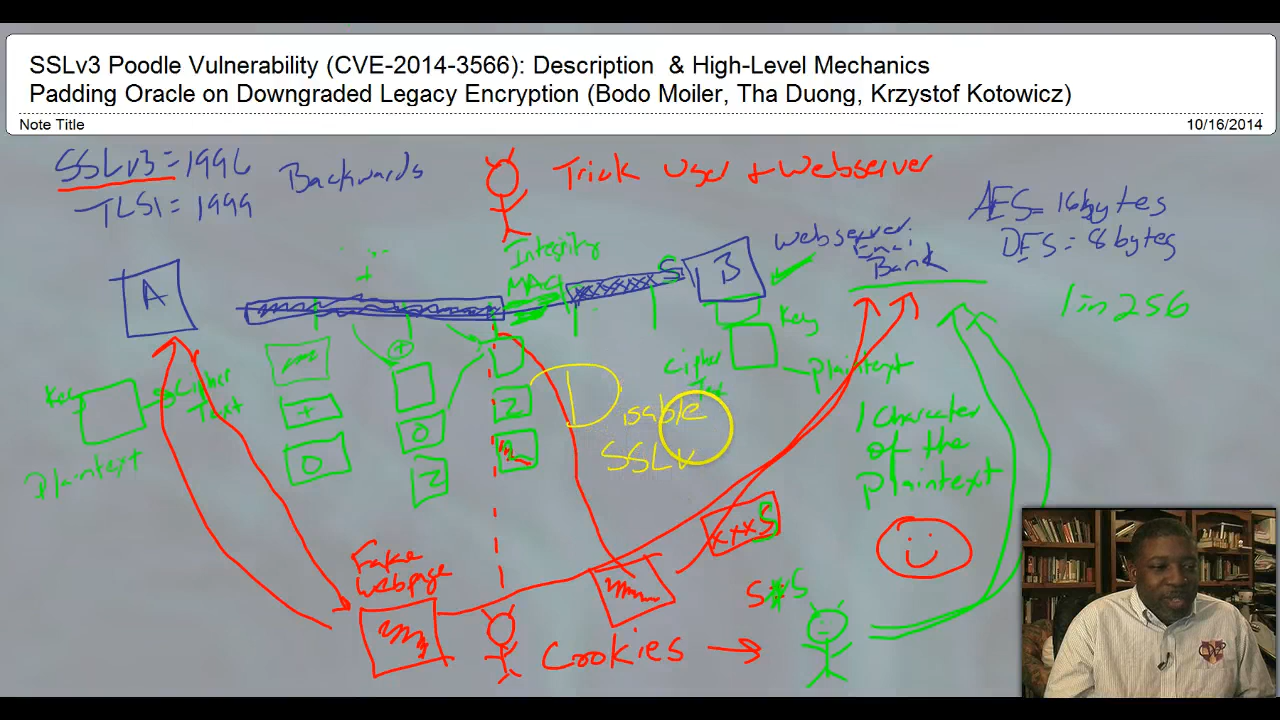 SSLv3 Poodle Vulnerability (CVE-2014-3566): Description & High-Level Mechanics
Padding Oracle on Downgraded Legacy Encryption (Bodo Moiler, Tha Duong, Krzystof Kotowicz)
Note Title
10/16/2014
SSLv3 = 1996
Backwards
Trick User + Webserver
TLS1 = 1999
AES = 16bytes
DES = 8 bytes
Integrity
MAC
Webserver
Bank
A
S
B
1 in 256
+
Key
Cipher
Text
Plaintext
+
+
O
O
Z
Z
Key
Cipher
Text
Plaintext
Disable
SSLv
1 Character
of the
Plaintext
Fake
Webpage
xxxS
Cookies